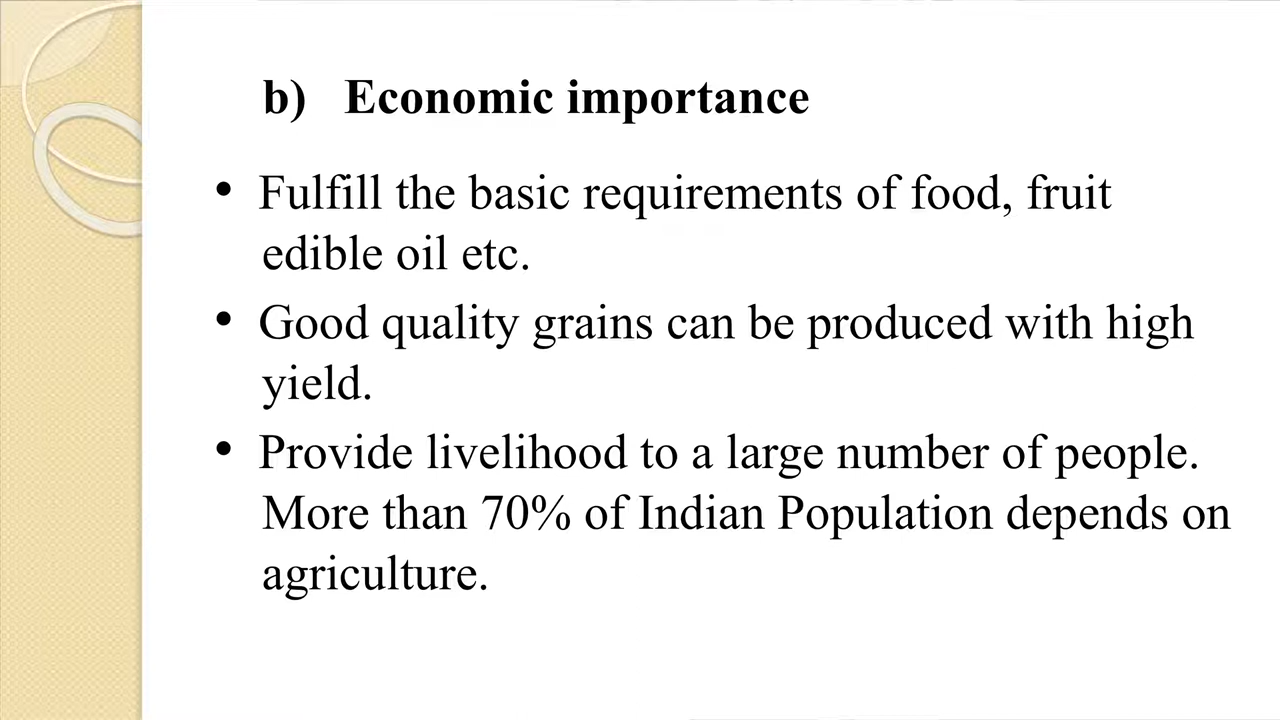 b) Economic importance
• Fulfill the basic requirements of food, fruit
edible oil etc.
• Good quality grains can be produced with high
yield.
• Provide livelihood to a large number of people.
More than 70% of Indian Population depends on
agriculture.